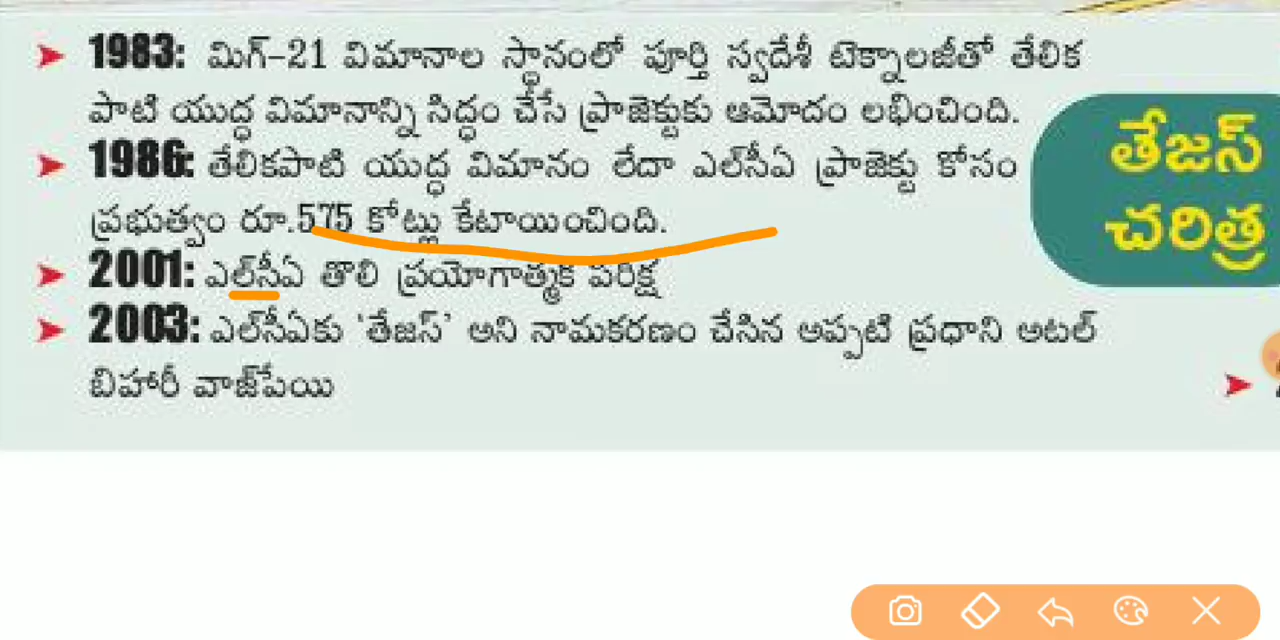 1983: మిగ్-21 విమానాల స్థానంలో పూర్తి స్వదేశీ టెక్నాలజీతో తేలిక
పాటి యుద్ధ విమానాన్ని సిద్ధం చేసే ప్రాజెక్టుకు ఆమోదం లభించింది.
1986: తేలికపాటి యుద్ధ విమానం లేదా ఎల్‌సీఏ ప్రాజెక్టు కోసం
ప్రభుత్వం రూ.575 కోట్లు కేటాయించింది.
2001: ఎల్‌సీఏ తొలి ప్రయోగాత్మక పరీక్ష
2003: ఎల్‌సీఏకు ‘తేజస్’ అని నామకరణం చేసిన అప్పటి ప్రధాని అటల్
బిహారీ వాజ్‌పేయి
తేజస్
చరిత్ర